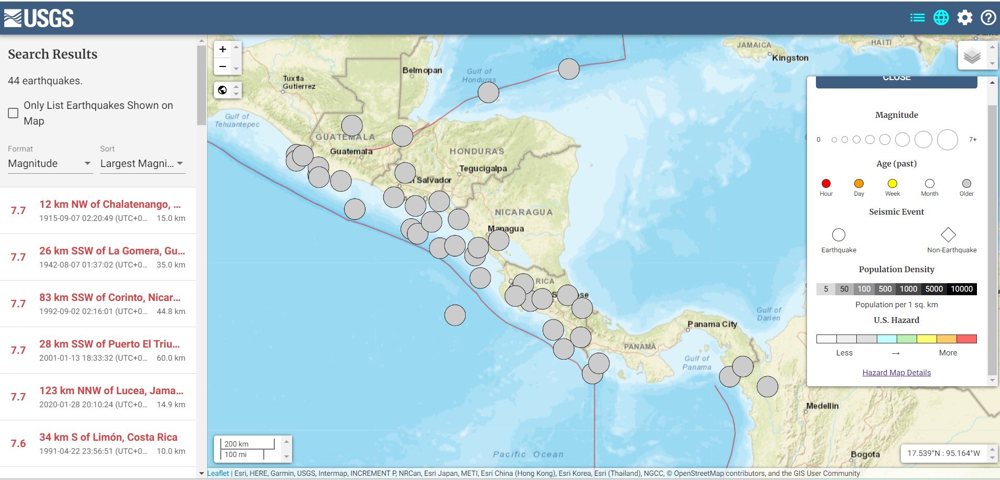 USGS
Search Results
44 earthquakes.
Only List Earthquakes Shown on
Map
Format
Sort
Magnitude
Largest Magni...
7.7
12 km NW of Chalatenango, ...
1915-09-07 02:20:49 (UTC+0...
15.0 km
7.7
26 km SSW of La Gomera, Gu...
1942-08-07 01:37:02 (UTC+0...
35.0 km
7.7
83 km SSW of Corinto, Nicar...
1992-09-02 02:16:01 (UTC+0...
44.8 km
7.7
28 km SSW of Puerto El Triu...
2001-01-13 18:33:32 (UTC+0...
60.0 km
7.7
123 km NNW of Lucea, Jama...
2020-01-28 20:10:24 (UTC+0...
14.9 km
7.6
34 km S of Limón, Costa Rica
1991-04-22 23:56:51 (UTC+0...
10.0 km
+
−
Tuxtla
Gutierrez
Belmopan
Gulf of
Honduras
JAMAICA
Kingston
HAITI
Gulf of
Tehuantepec
GUATEMALA
Guatemala
HONDURAS
Tegucigalpa
Salvador
NICARAGUA
Managua
RICA
Panama City
PANAMÁ
Gulf of
Panama
Gulf of
Darien
Medellin
Bogota
Pacific Ocean
200 km
100 mi
CLOSE
Magnitude
0
7+
Age (past)
Hour
Day
Week
Month
Older
Seismic Event
Earthquake
Non-Earthquake
Population Density
5 50 100 500 1000 5000 10000
Population per 1 sq. km
U.S. Hazard
Less
→
More
Hazard Map Details
17.539°N : 95.164°W
Leaflet | Esri, HERE, Garmin, USGS, Intermap, INCREMENT P, NRCan, Esri Japan, METI, Esri China (Hong Kong), Esri Korea, Esri (Thailand), NGCC, © OpenStreetMap contributors, and the GIS User Community